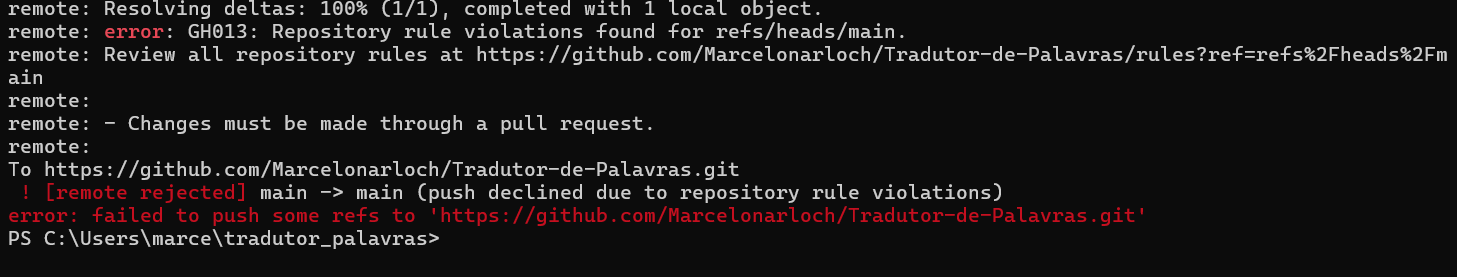 remote: Resolving deltas: 100% (1/1), completed with 1 local object.
remote: error: GH013: Repository rule violations found for refs/heads/main.
remote: Review all repository rules at https://github.com/Marcelonarloch/Tradutor-de-Palavras/rules?ref=refs%2Fheads%2Fm
ain
remote:
remote: - Changes must be made through a pull request.
remote:
To https://github.com/Marcelonarloch/Tradutor-de-Palavras.git
 ! [remote rejected] main -> main (push declined due to repository rule violations)
error: failed to push some refs to 'https://github.com/Marcelonarloch/Tradutor-de-Palavras.git'
PS C:\Users\marce\tradutor_palavras>